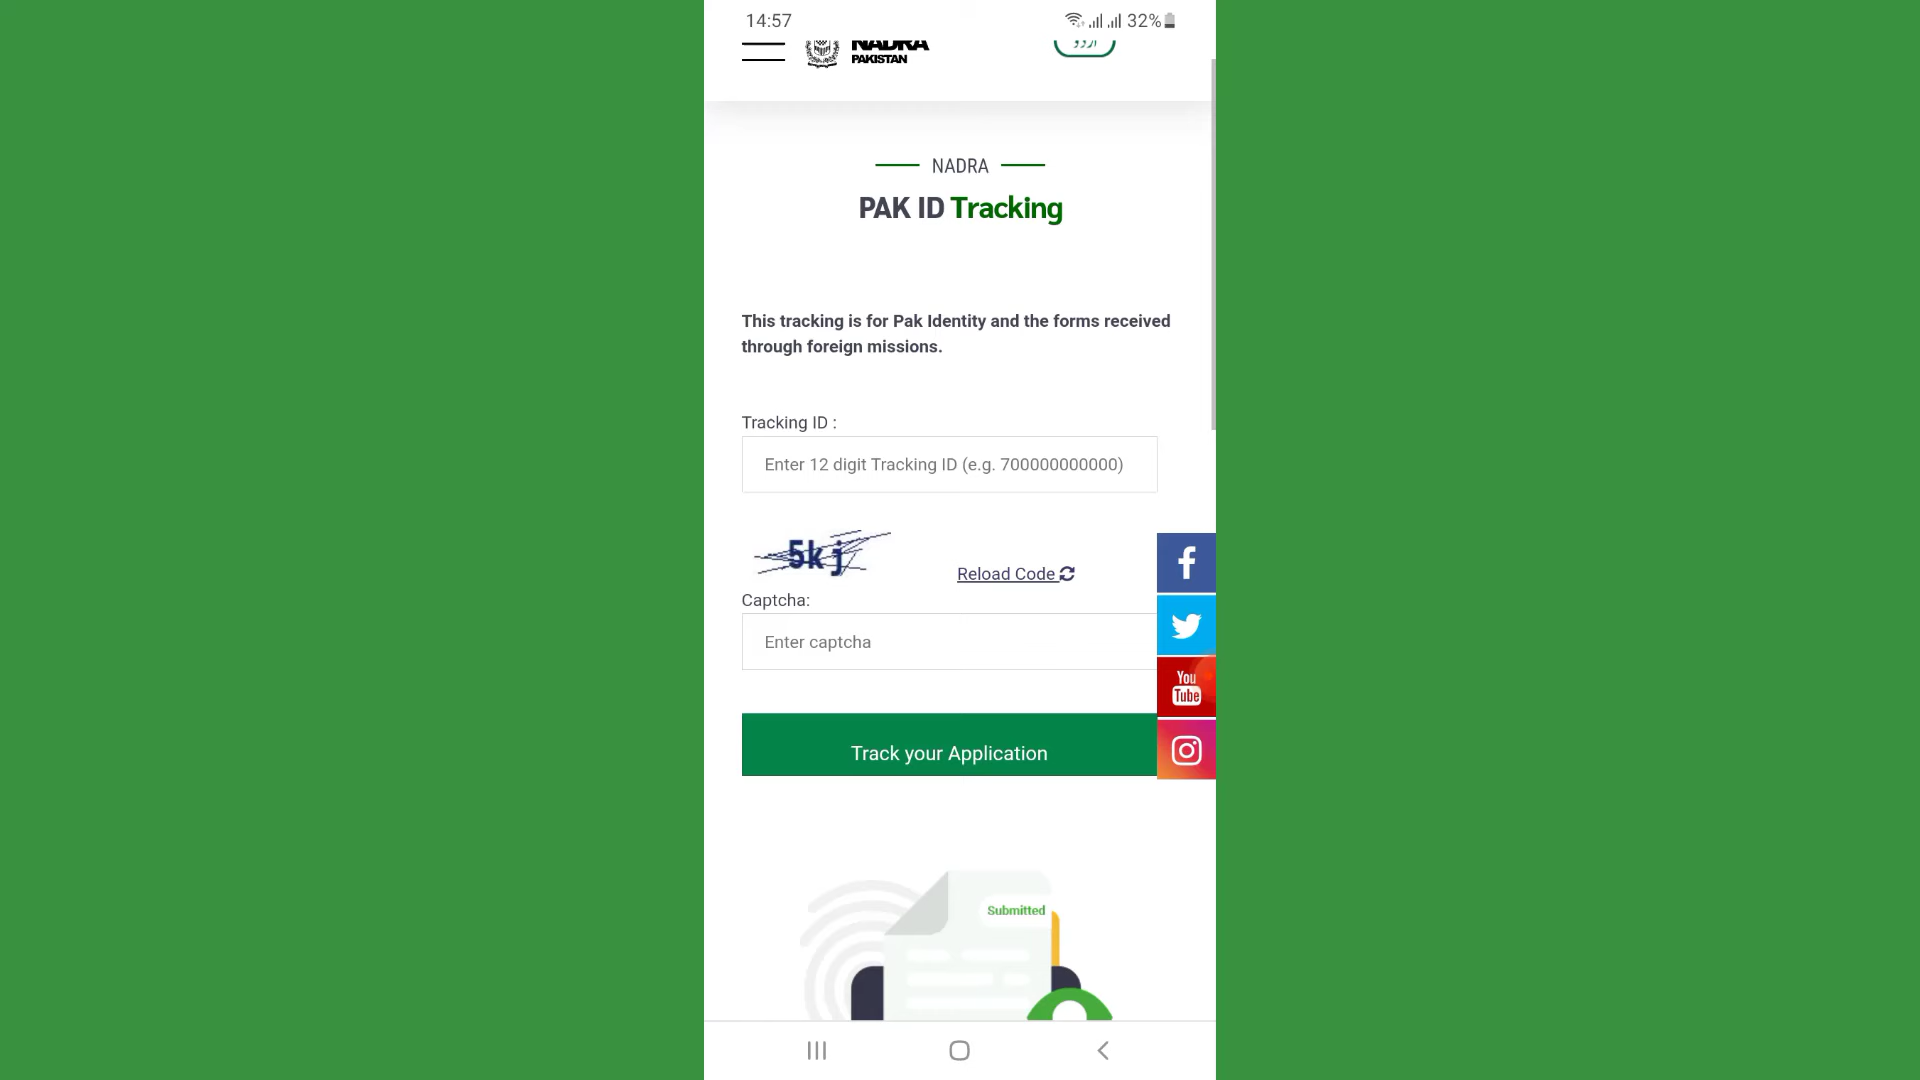 14:57
32%
NADRA
PAKISTAN
اردو
NADRA
PAK ID Tracking
This tracking is for Pak Identity and the forms received
through foreign missions.
Tracking ID :
Enter 12 digit Tracking ID (e.g. 700000000000)
5kj
Reload Code
Captcha:
Enter captcha
You
Tube
Track your Application
Submitted